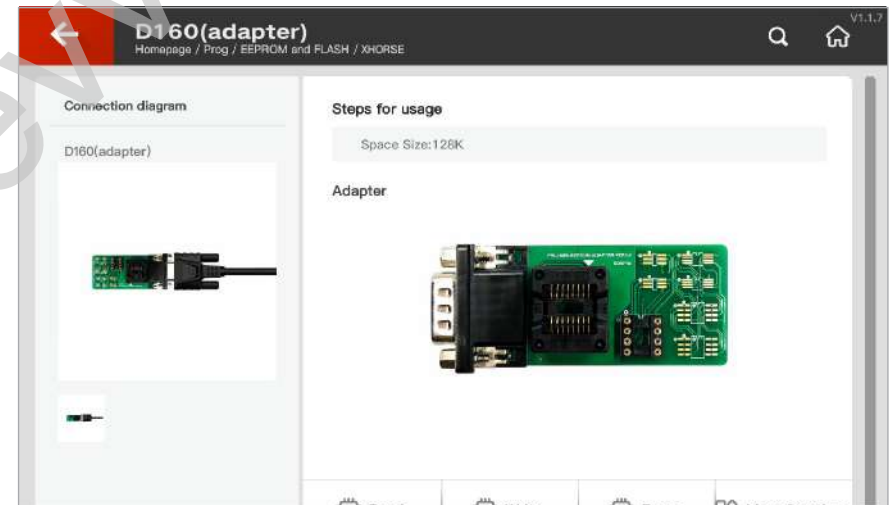 D160(adapter)
V1.1.7
Homepage / Prog / EEPROM and FLASH / XHORSE
Connection diagram
D160(adapter)
Steps for usage
Space Size:128K
Adapter